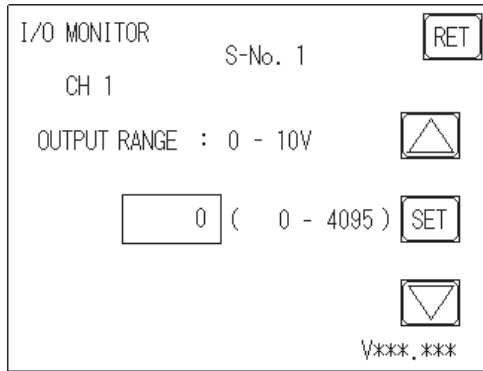 I/O MONITOR
S-No. 1
RET
CH 1
OUTPUT RANGE : 0 - 10V
0 ( 0 - 4095 ) SET
V***.***